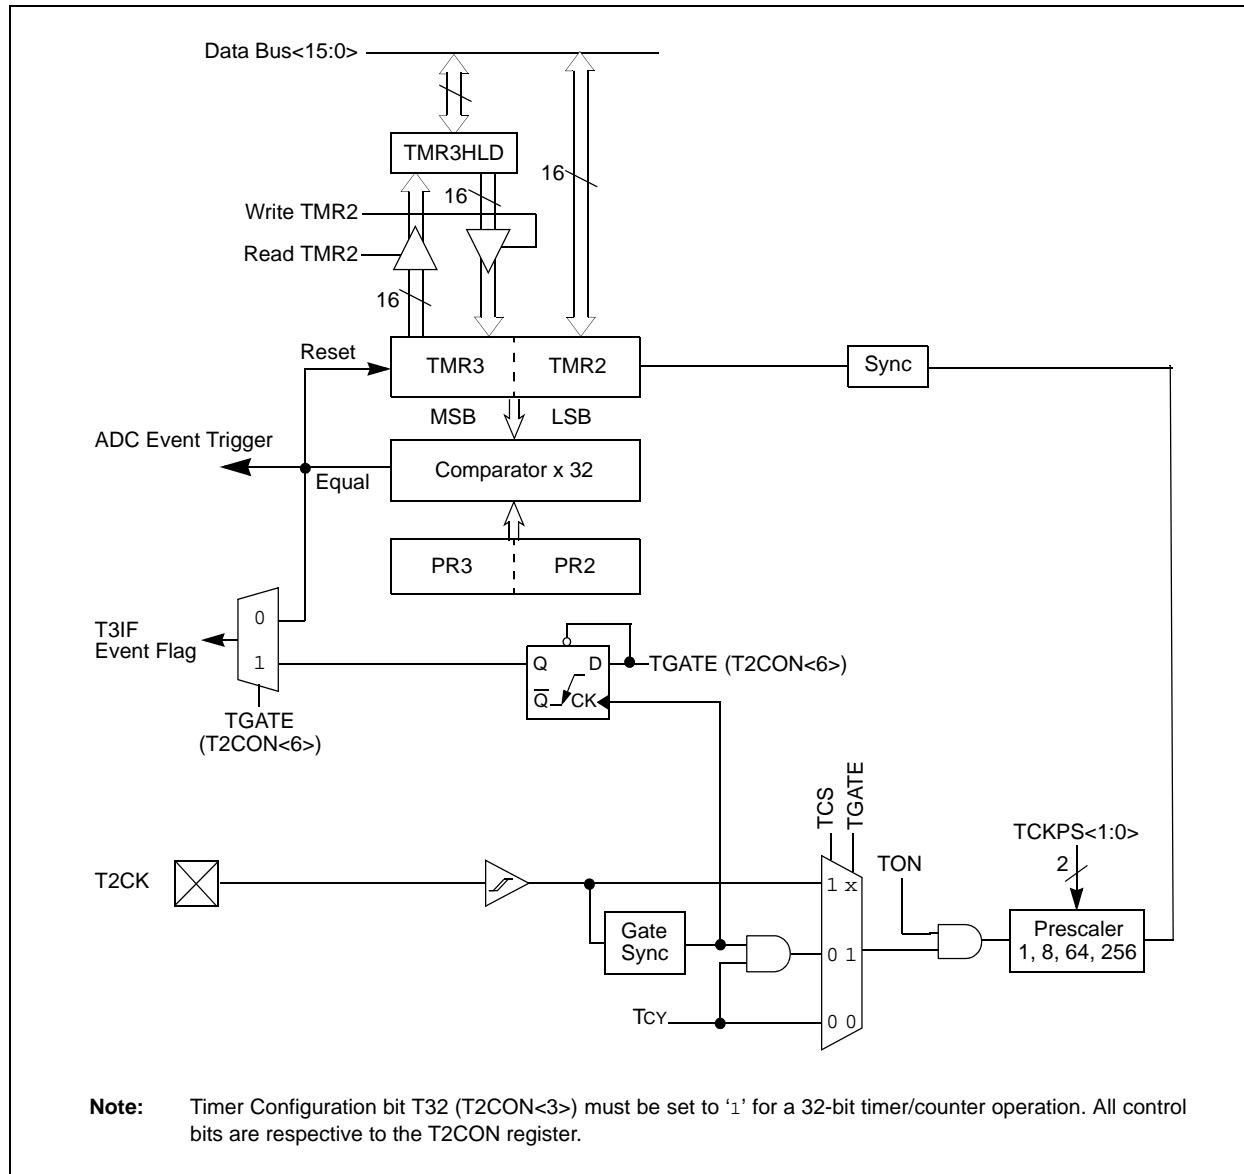 Data Bus<15:0>
TMR3HLD
16
16
Write TMR2
Read TMR2
16
Reset
TMR3
TMR2
Sync
MSB
LSB
ADC Event Trigger
Equal
Comparator x 32
PR3
PR2
0
T3IF
Event Flag
1
Q
D
TGATE (T2CON<6>)
Q
CK
TGATE
(T2CON<6>)
TCS
TGATE
TCKPS<1:0>
2
TON
T2CK
1 x
Gate
Sync
0 1
Prescaler
1, 8, 64, 256
TCY
0 0
Note: Timer Configuration bit T32 (T2CON<3>) must be set to ‘1’ for a 32-bit timer/counter operation. All control
bits are respective to the T2CON register.